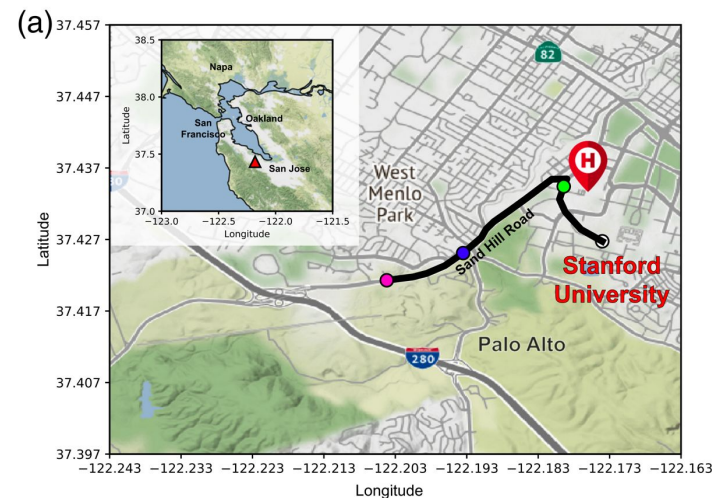 (a)
37.457
37.447
37.437
37.427
37.417
37.407
37.397
Latitude
38.5
38.0
37.5
37.0
Latitude
−123.0 −122.5 −122.0 −121.5
Longitude
Napa
Oakland
San
Francisco
San Jose
82
H
West
Menlo
Park
Sand Hill Road
Stanford
University
Palo Alto
280
80
−122.243 −122.233 −122.223 −122.213 −122.203 −122.193 −122.183 −122.173 −122.163
Longitude